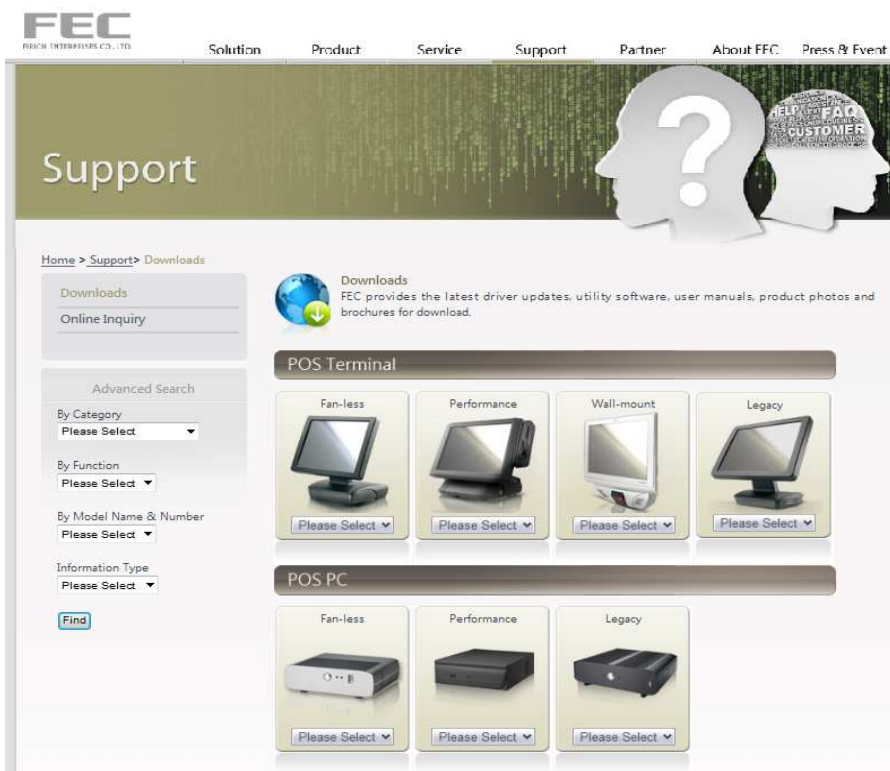 FEC
FIRICH ENTERPRISES CO., LTD.
Solution Product Service Support Partner About FEC Press & Event
HELP FAQ
CUSTOMER
?
Support
Home > Support> Downloads
Downloads
Online Inquiry
Downloads
FEC provides the latest driver updates, utility software, user manuals, product photos and
brochures for download.
Advanced Search
By Category
Please Select
By Function
Please Select
By Model Name & Number
Please Select
Information Type
Please Select
Find
POS Terminal
Fan-less Performance Wall-mount Legacy
Please Select Please Select Please Select Please Select
POS PC
Fan-less Performance Legacy
Please Select Please Select Please Select